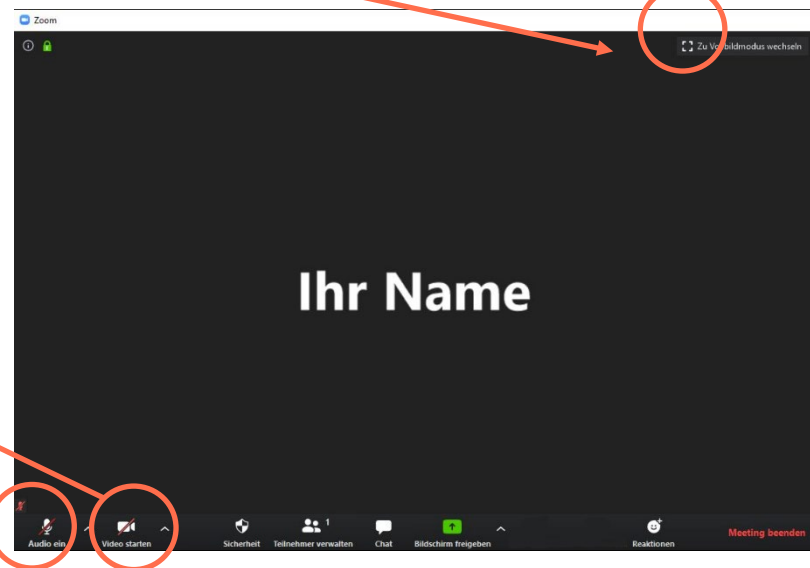 Zoom
Zu Vollbildmodus wechseln
Ihr Name
Audio ein
Video starten
Sicherheit
1
Teilnehmer verwalten
Chat
Bildschirm freigeben
Reaktionen
Meeting beenden